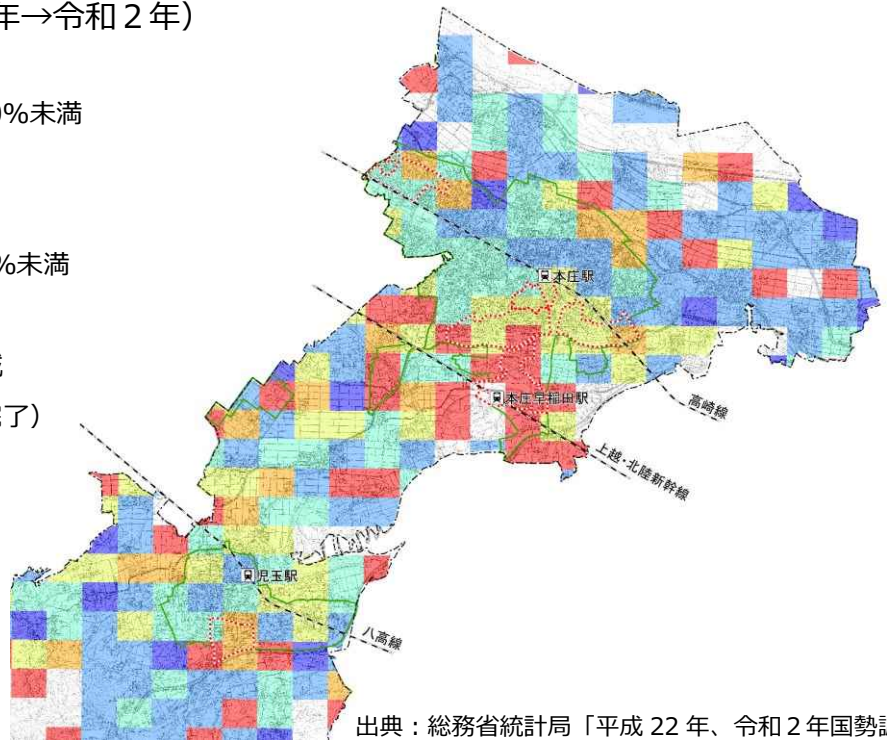 年→令和２年）
%未満
%未満
完了）
本庄駅
本庄早稲田駅
高崎線
上越・北陸新幹線
児玉駅
八高線
出典：総務省統計局「平成 22 年、令和２年国勢